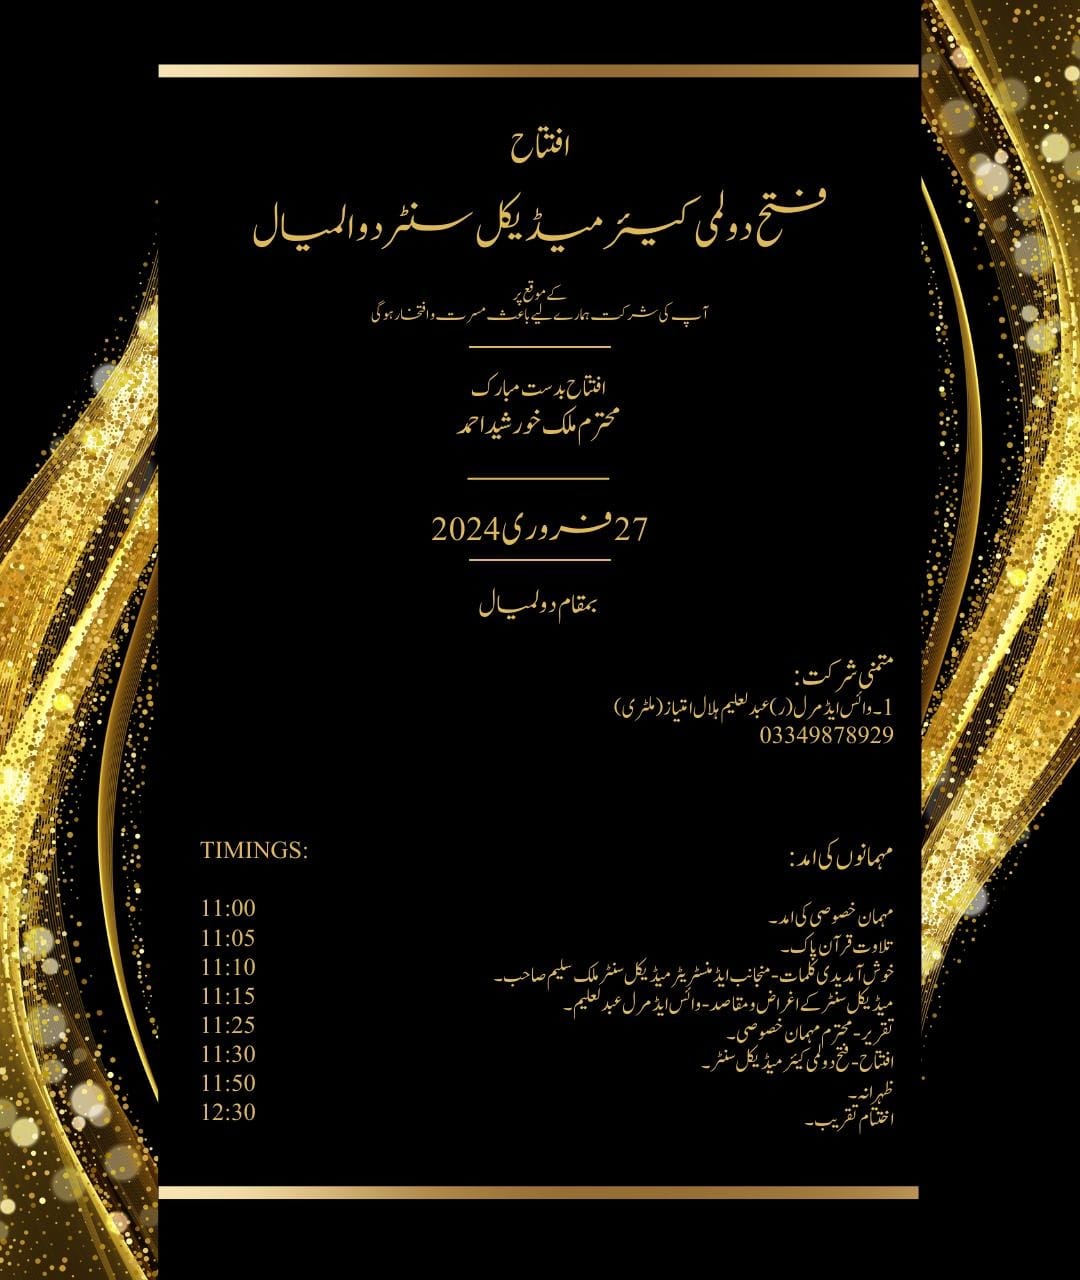 افتتاح
فتح دولمی کیئر میڈیکل سنٹر دوالمیال
کے موقع پر
آپ کی شرکت ہمارے لیے باعث مسرت و افتخار ہوگی
افتتاح بدست مبارک
محترم ملک خورشید احمد
27 فروری 2024
بمقام دولمیال
متمنی شرکت:
1۔وائس ایڈمرل(ر)عبدلعلیم ہلال امتیاز(ملٹری)
03349878929
مہمانوں کی امد: TIMINGS:
مہمان خصوصی کی امد۔ 11:00
تلاوت قرآن پاک۔ 11:05
خوش آمدیدی کلمات-منجانب ایڈمنسٹریٹر میڈیکل سنٹر ملک سلیم صاحب۔ 11:10
میڈیکل سنٹر کے اغراض و مقاصد-وائس ایڈمرل عبدلعلیم۔ 11:15
تقریر-محترم مہمان خصوصی۔ 11:25
افتتاح-فتح دولمی کیئر میڈیکل سنٹر۔ 11:30
ظہرانہ۔ 11:50
اختتام تقریب۔ 12:30